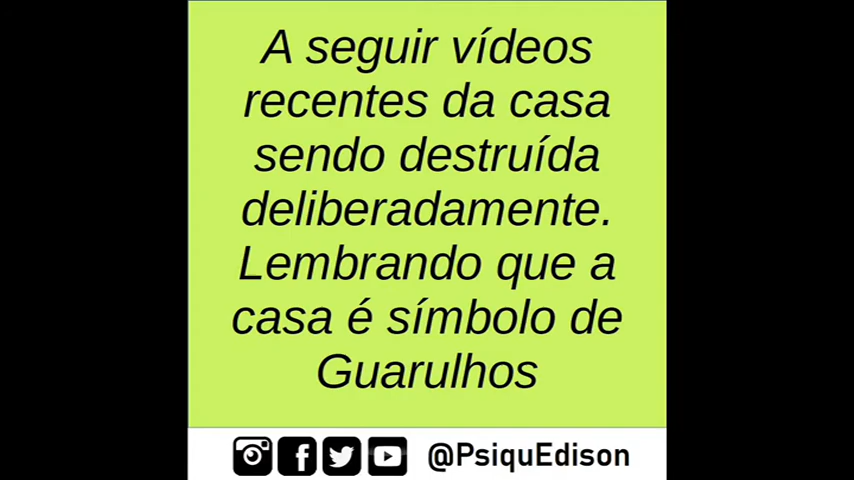 A seguir vídeos
recentes da casa
sendo destruída
deliberadamente.
Lembrando que a
casa é símbolo de
Guarulhos
@PsiquEdison